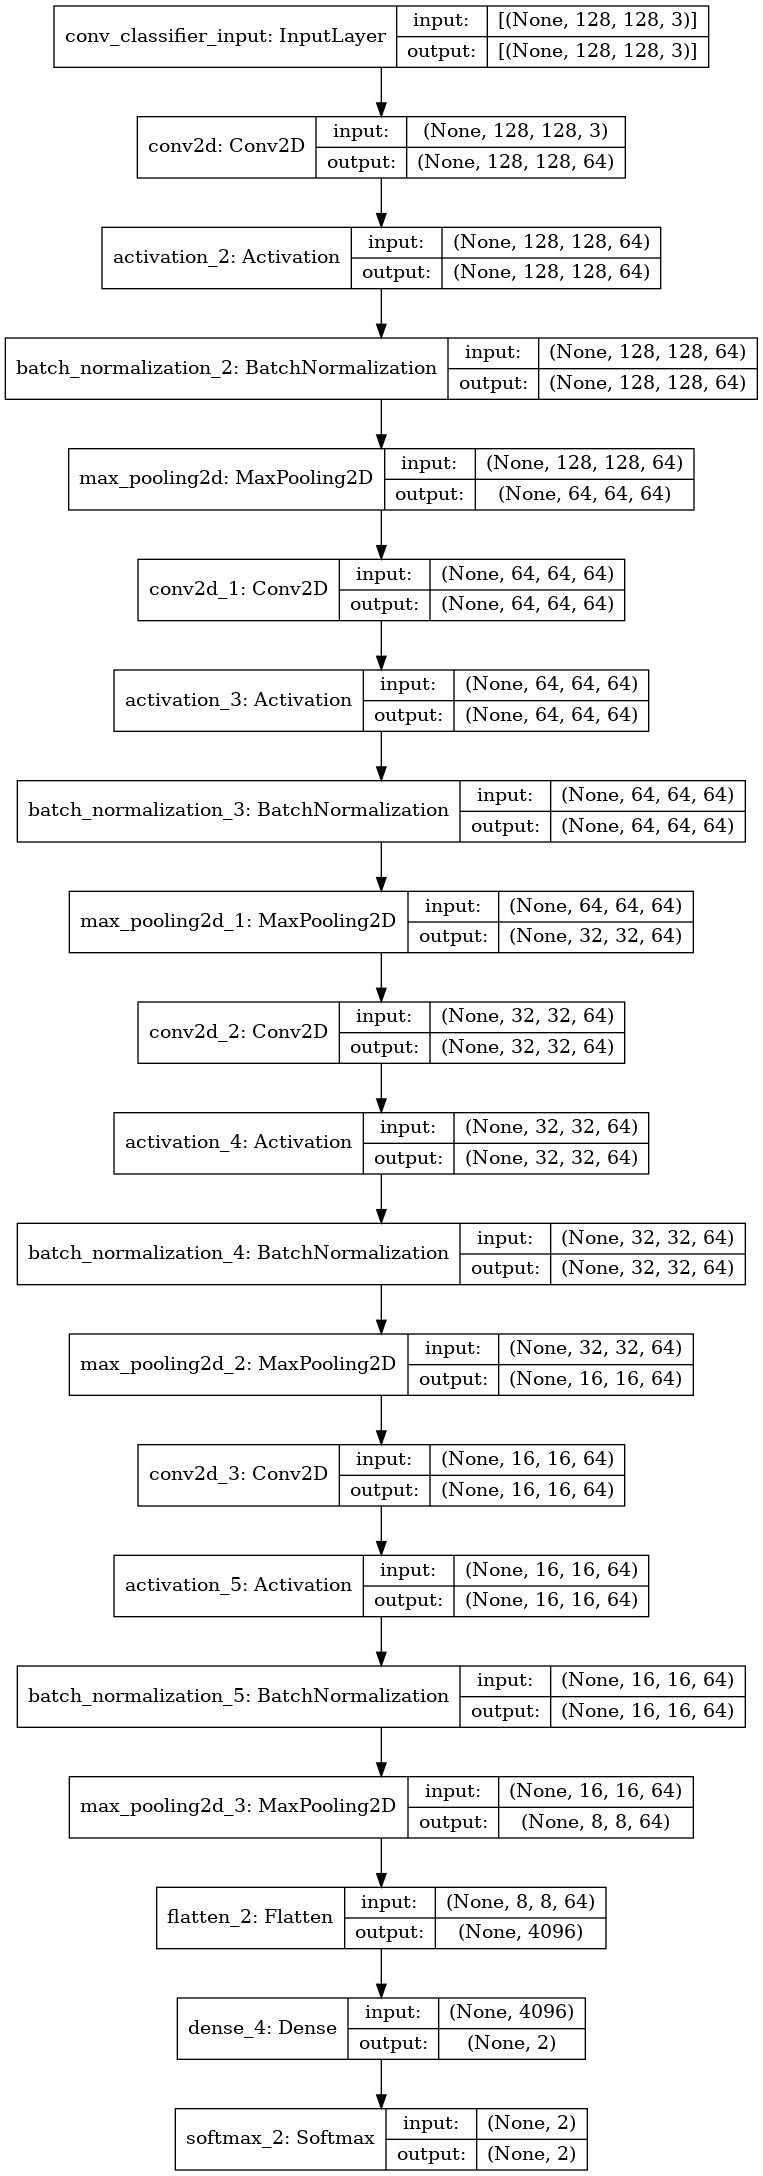 conv_classifier_input: InputLayer
input:
[(None, 128, 128, 3)]
output:
[(None, 128, 128, 3)]
conv2d: Conv2D
input:
(None, 128, 128, 3)
output:
(None, 128, 128, 64)
activation_2: Activation
input:
(None, 128, 128, 64)
output:
(None, 128, 128, 64)
batch_normalization_2: BatchNormalization
input:
(None, 128, 128, 64)
output:
(None, 128, 128, 64)
max_pooling2d: MaxPooling2D
input:
(None, 128, 128, 64)
output:
(None, 64, 64, 64)
conv2d_1: Conv2D
input:
(None, 64, 64, 64)
output:
(None, 64, 64, 64)
activation_3: Activation
input:
(None, 64, 64, 64)
output:
(None, 64, 64, 64)
batch_normalization_3: BatchNormalization
input:
(None, 64, 64, 64)
output:
(None, 64, 64, 64)
max_pooling2d_1: MaxPooling2D
input:
(None, 64, 64, 64)
output:
(None, 32, 32, 64)
conv2d_2: Conv2D
input:
(None, 32, 32, 64)
output:
(None, 32, 32, 64)
activation_4: Activation
input:
(None, 32, 32, 64)
output:
(None, 32, 32, 64)
batch_normalization_4: BatchNormalization
input:
(None, 32, 32, 64)
output:
(None, 32, 32, 64)
max_pooling2d_2: MaxPooling2D
input:
(None, 32, 32, 64)
output:
(None, 16, 16, 64)
conv2d_3: Conv2D
input:
(None, 16, 16, 64)
output:
(None, 16, 16, 64)
activation_5: Activation
input:
(None, 16, 16, 64)
output:
(None, 16, 16, 64)
batch_normalization_5: BatchNormalization
input:
(None, 16, 16, 64)
output:
(None, 16, 16, 64)
max_pooling2d_3: MaxPooling2D
input:
(None, 16, 16, 64)
output:
(None, 8, 8, 64)
flatten_2: Flatten
input:
(None, 8, 8, 64)
output:
(None, 4096)
dense_4: Dense
input:
(None, 4096)
output:
(None, 2)
softmax_2: Softmax
input:
(None, 2)
output:
(None, 2)